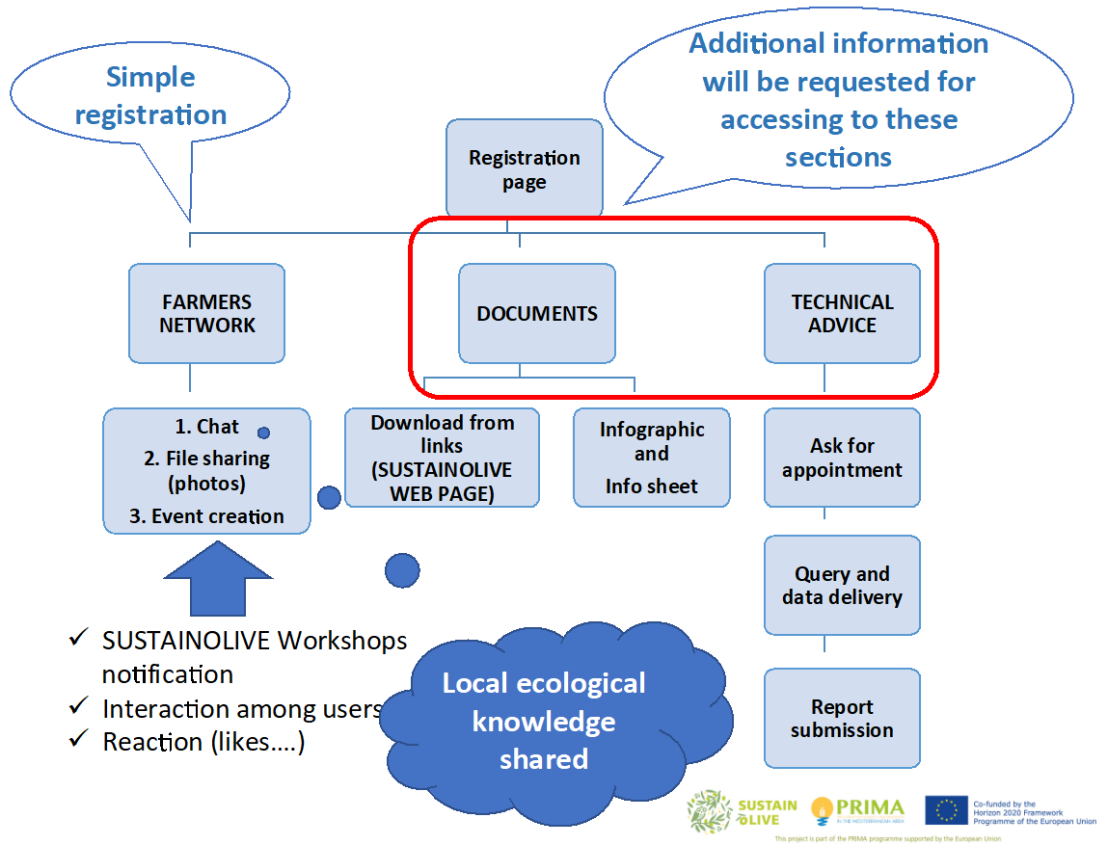 Simple
registration
Additional information
will be requested for
accessing to these
sections
Registration
page
FARMERS
NETWORK
DOCUMENTS
TECHNICAL
ADVICE
1. Chat
2. File sharing
(photos)
3. Event creation
Download from
links
(SUSTAINOLIVE
WEB PAGE)
Infographic
and
Info sheet
Ask for
appointment
Query and
data delivery
Report
submission
✓ SUSTAINOLIVE Workshops
notification
✓ Interaction among users
✓ Reaction (likes....)
Local ecological
knowledge
shared
SUSTAIN
OLIVE
PRIMA
IN THE MEDITERRANEAN AREA
Co-funded by the
Horizon 2020 Framework
Programme of the European Union
This project is part of the PRIMA programme supported by the European Union